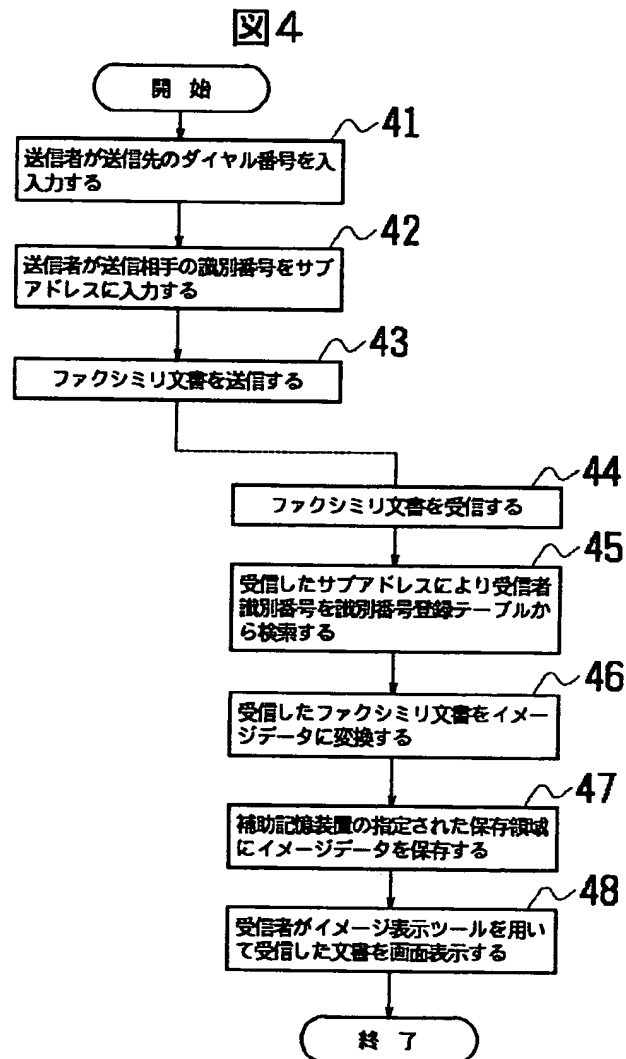 図4
開 始
41
送信者が送信先のダイヤル番号を入
入力する
42
送信者が送信相手の識別番号をサブ
アドレスに入力する
43
ファクシミリ文書を送信する
44
ファクシミリ文書を受信する
45
受信したサブアドレスにより受信者
識別番号を識別番号登録テーブルか
ら検索する
46
受信したファクシミリ文書をイメー
ジデータに変換する
47
補助記憶装置の指定された保存領域
にイメージデータを保存する
48
受信者がイメージ表示ツールを用い
て受信した文書を画面表示する
終 了